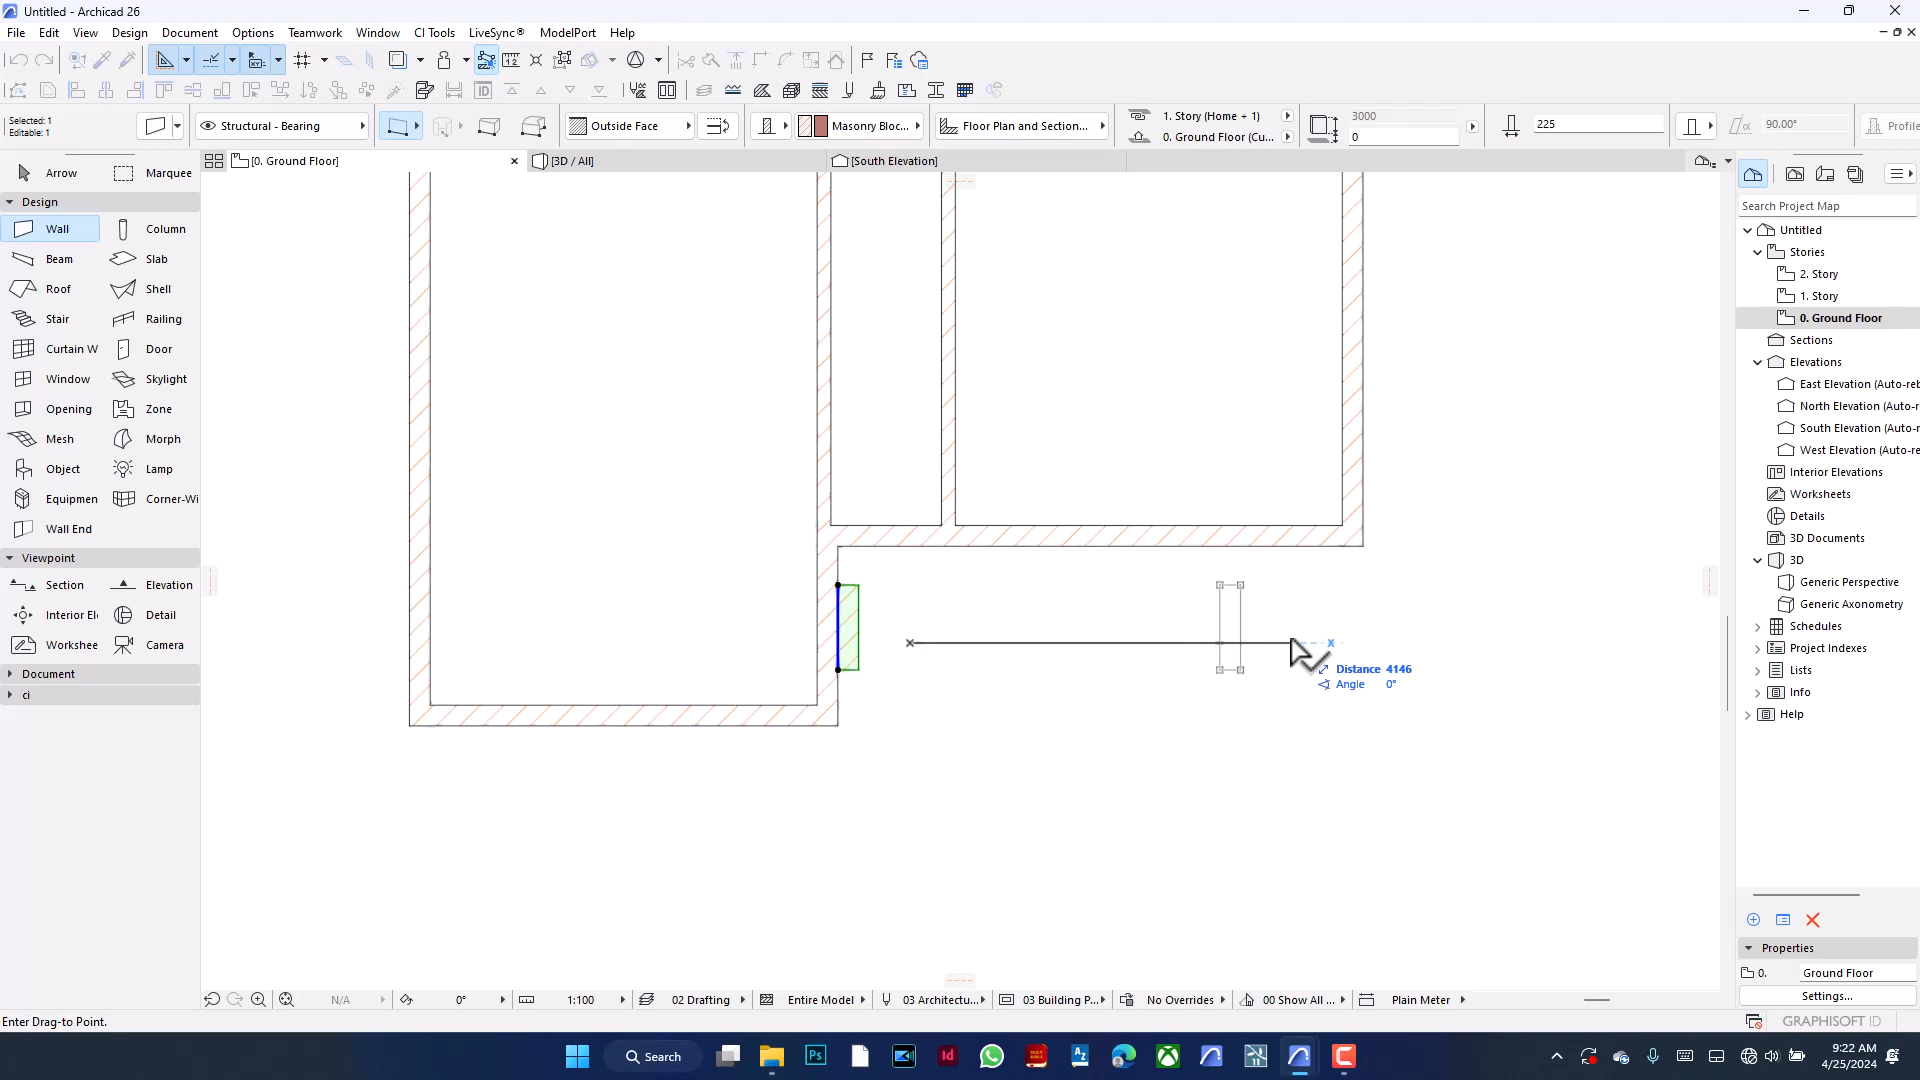 Untitled - Archicad 26
File Edit View Design Document Options Teamwork Window CI Tools LiveSync® ModelPort Help
Selected: 1
Editable: 1
Structural - Bearing
Outside Face
Masonry Bloc...
Floor Plan and Section...
1. Story (Home + 1)
0. Ground Floor (Cu...
3000
0
225
90.00°
Profile
[0. Ground Floor]
[3D / All]
[South Elevation]
Arrow
Marquee
Design
Wall
Column
Beam
Slab
Roof
Shell
Stair
Railing
Curtain W
Door
Window
Skylight
Opening
Zone
Mesh
Morph
Object
Lamp
Equipmen
Corner-Wi
Wall End
Viewpoint
Section
Elevation
Interior El
Detail
Workshee
Camera
Document
ci
Distance 4146
Angle 0°
Search Project Map
Untitled
Stories
2. Story
1. Story
0. Ground Floor
Sections
Elevations
East Elevation (Auto-reb
North Elevation (Auto-r
South Elevation (Auto-r
West Elevation (Auto-re
Interior Elevations
Worksheets
Details
3D Documents
3D
Generic Perspective
Generic Axonometry
Schedules
Project Indexes
Lists
Info
Help
Properties
0.
Ground Floor
Settings...
N/A
0°
1:100
02 Drafting
Entire Model
03 Architectu...
03 Building P...
No Overrides
00 Show All ...
Plain Meter
Enter Drag-to Point.
GRAPHISOFT ID
Search
Ps
Id
9:22 AM
4/25/2024